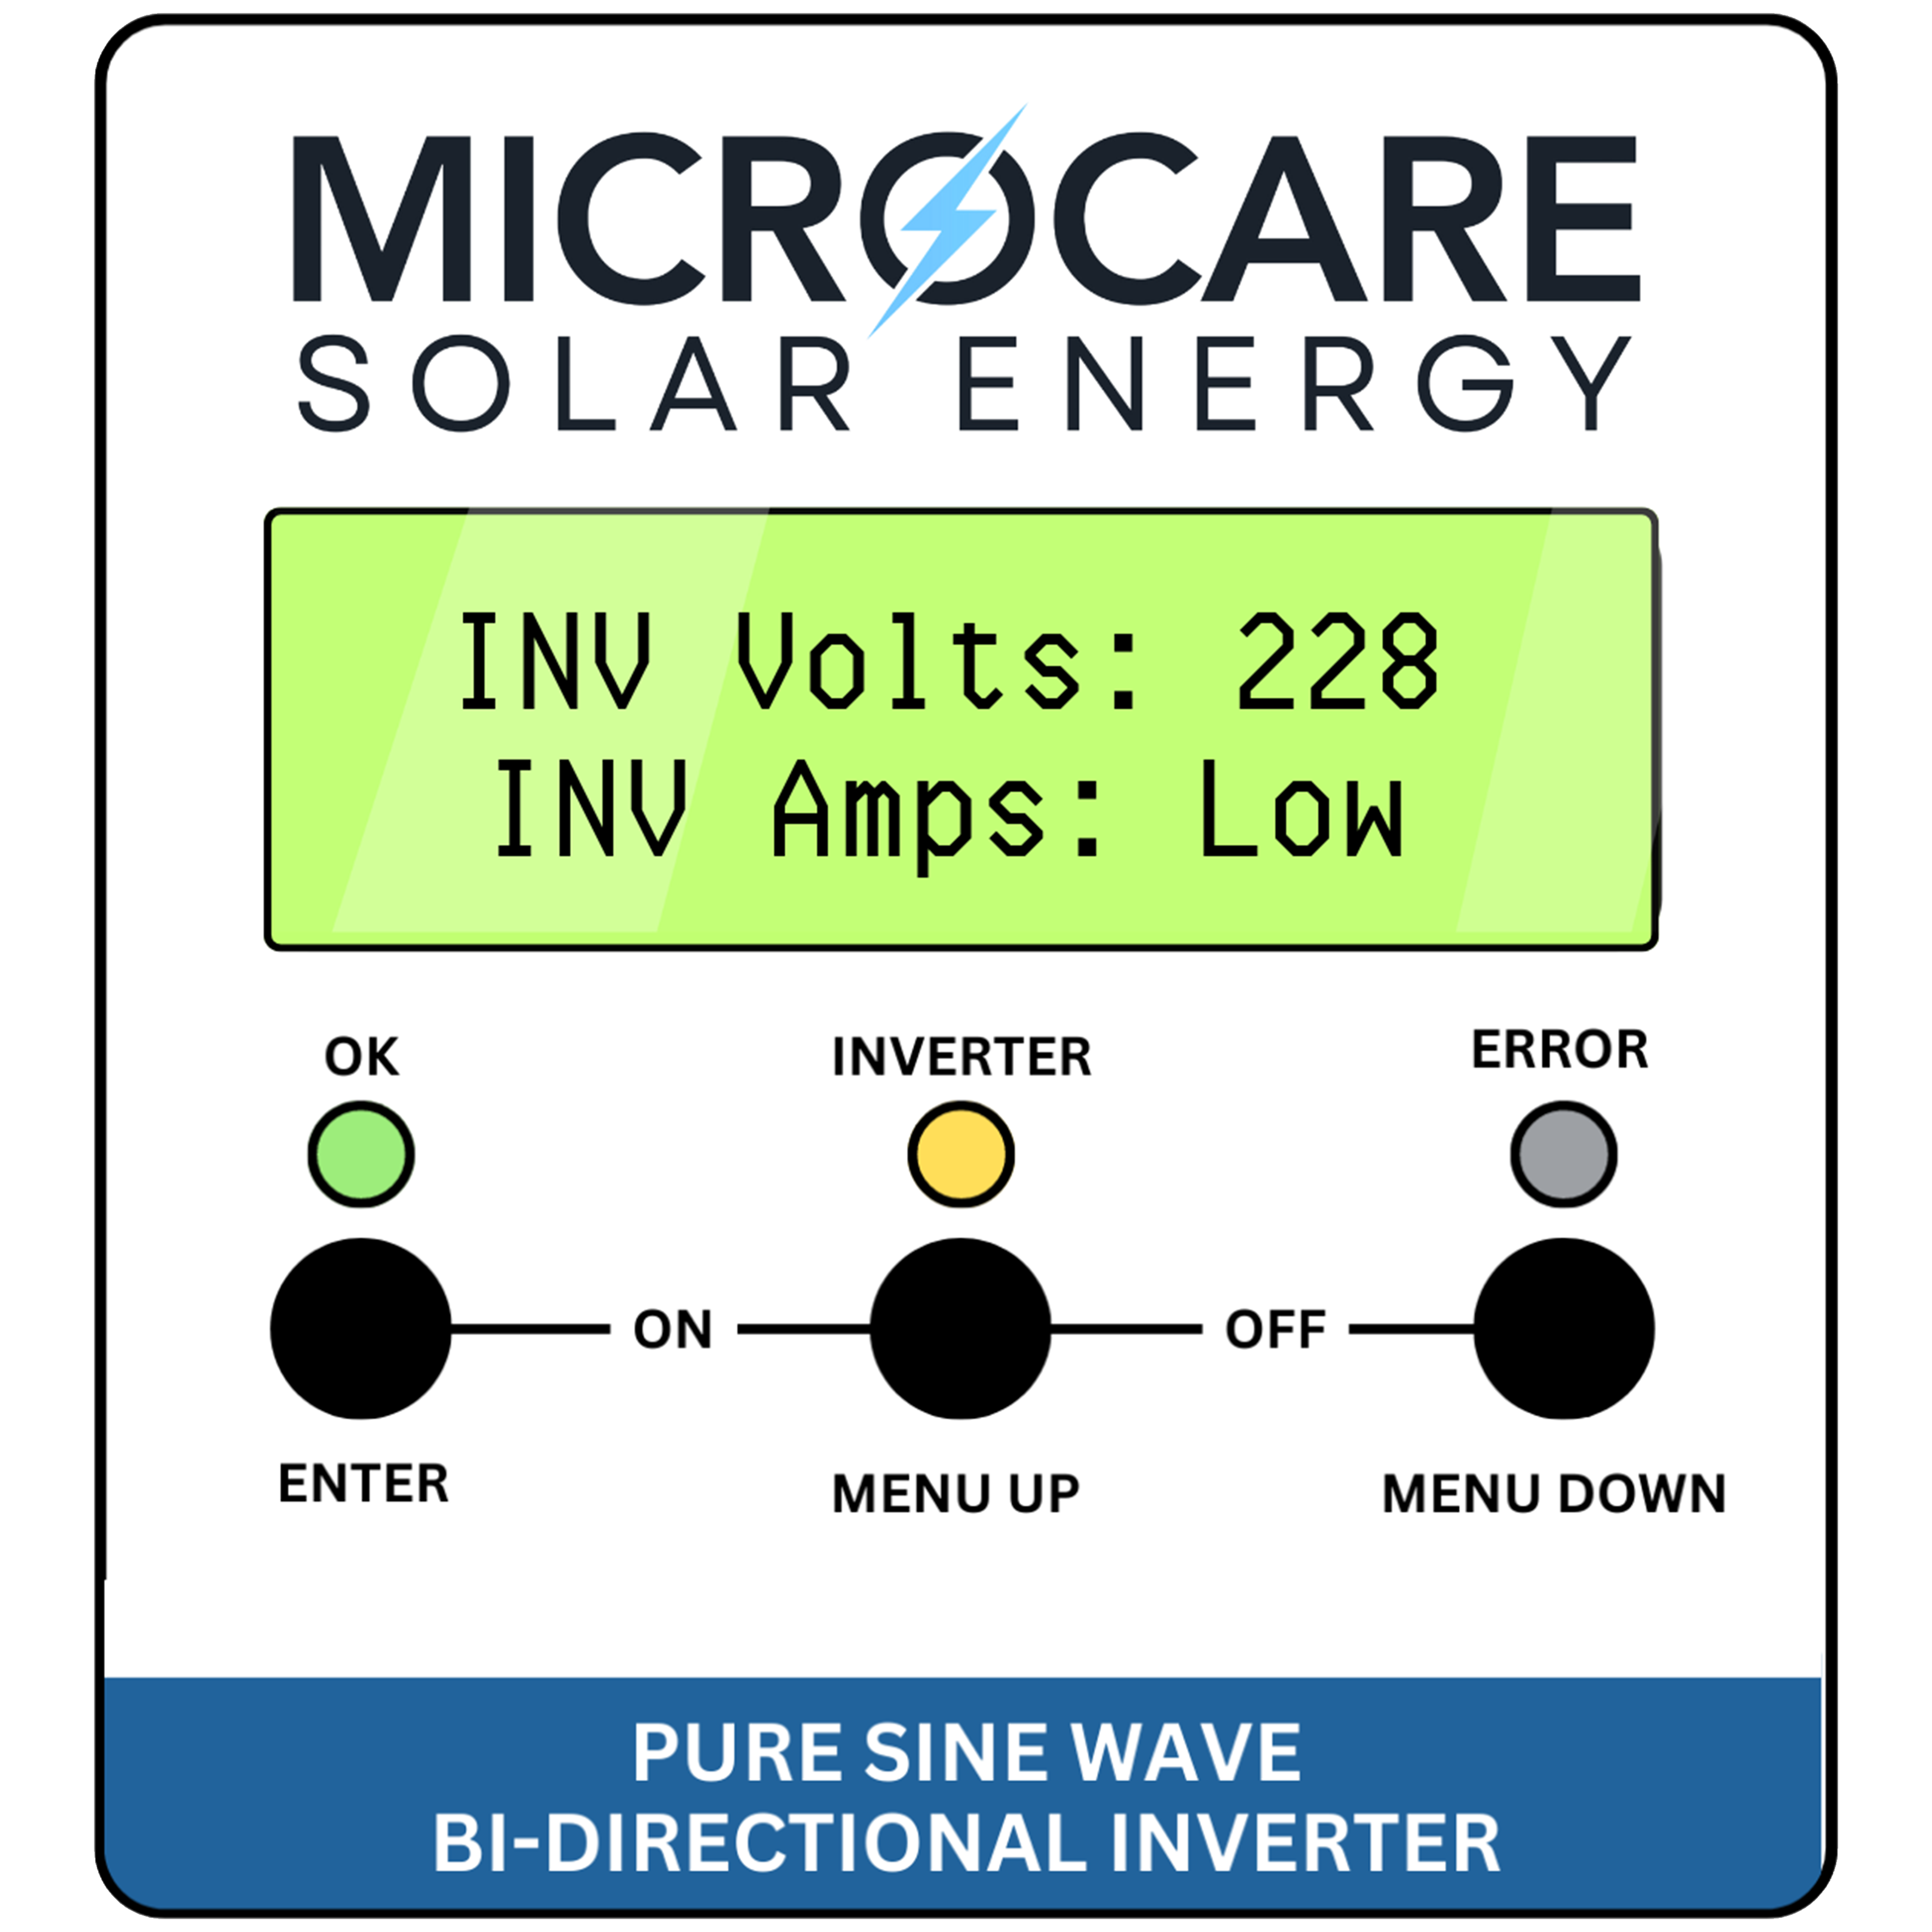 MICROCARE
SOLAR ENERGY
INV Volts: 228
INV Amps: Low
OK INVERTER ERROR
ON OFF
ENTER MENU UP MENU DOWN
PURE SINE WAVE
BI-DIRECTIONAL INVERTER